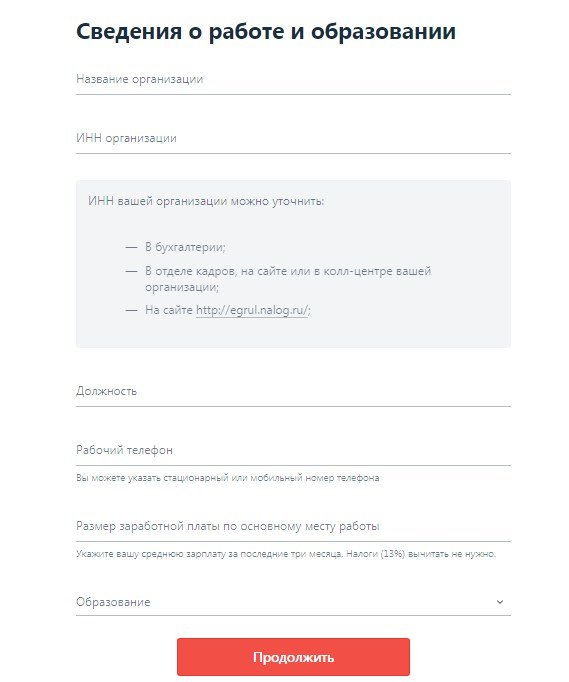 Сведения о работе и образовании
Название организации
ИНН организации
ИНН вашей организации можно уточнить:
— В бухгалтерии;
— В отделе кадров, на сайте или в колл-центре вашей
организации;
— На сайте http://egrul.nalog.ru/;
Должность
Рабочий телефон
Вы можете указать стационарный или мобильный номер телефона
Размер заработной платы по основному месту работы
Укажите вашу среднюю зарплату за последние три месяца. Налоги (13%) вычитать не нужно.
Образование
Продолжить